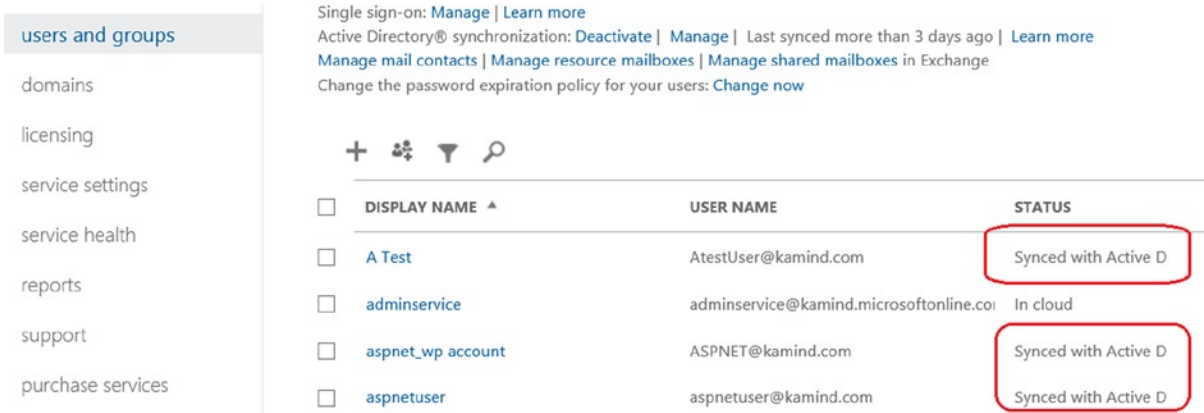 users and groups
domains
licensing
service settings
service health
reports
support
purchase services
Single sign-on: Manage | Learn more
Active Directory® synchronization: Deactivate | Manage | Last synced more than 3 days ago | Learn more
Manage mail contacts | Manage resource mailboxes | Manage shared mailboxes in Exchange
Change the password expiration policy for your users: Change now
DISPLAY NAME USER NAME STATUS
A Test AtestUser@kamind.com Synced with Active D
adminservice adminservice@kamind.microsoftonline.co In cloud
aspnet_wp account ASPNET@kamind.com Synced with Active D
aspnetuser aspnetuser@kamind.com Synced with Active D